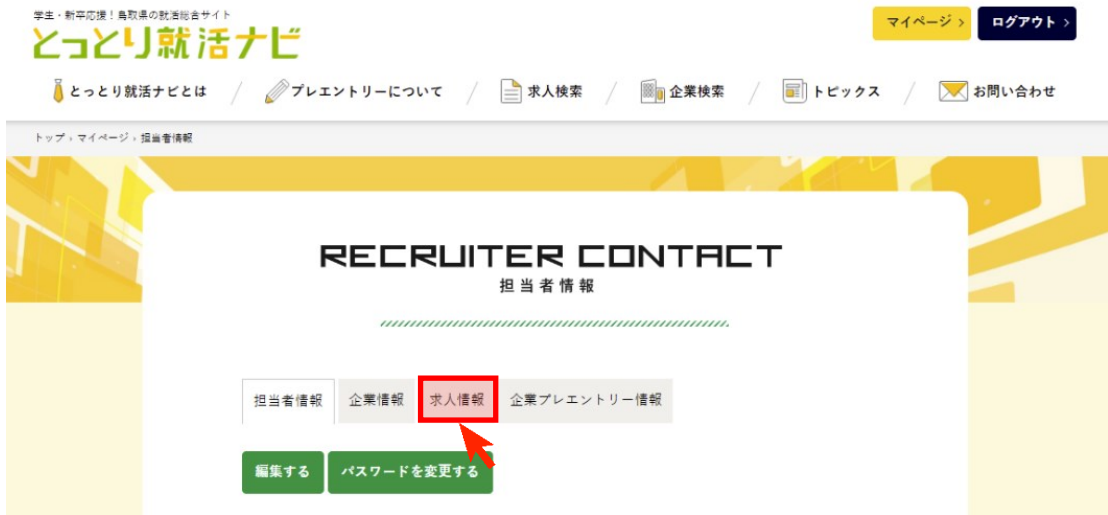 学生・新卒応援！鳥取県の就活総合サイト
とっとり就活ナビ
マイページ ›
ログアウト ›
とっとり就活ナビとは / プレエントリーについて / 求人検索 / 企業検索 / トピックス / お問い合わせ
トップ › マイページ › 担当者情報
RECRUITER CONTACT
担当者情報
担当者情報 企業情報 求人情報 企業プレエントリー情報
編集する パスワードを変更する